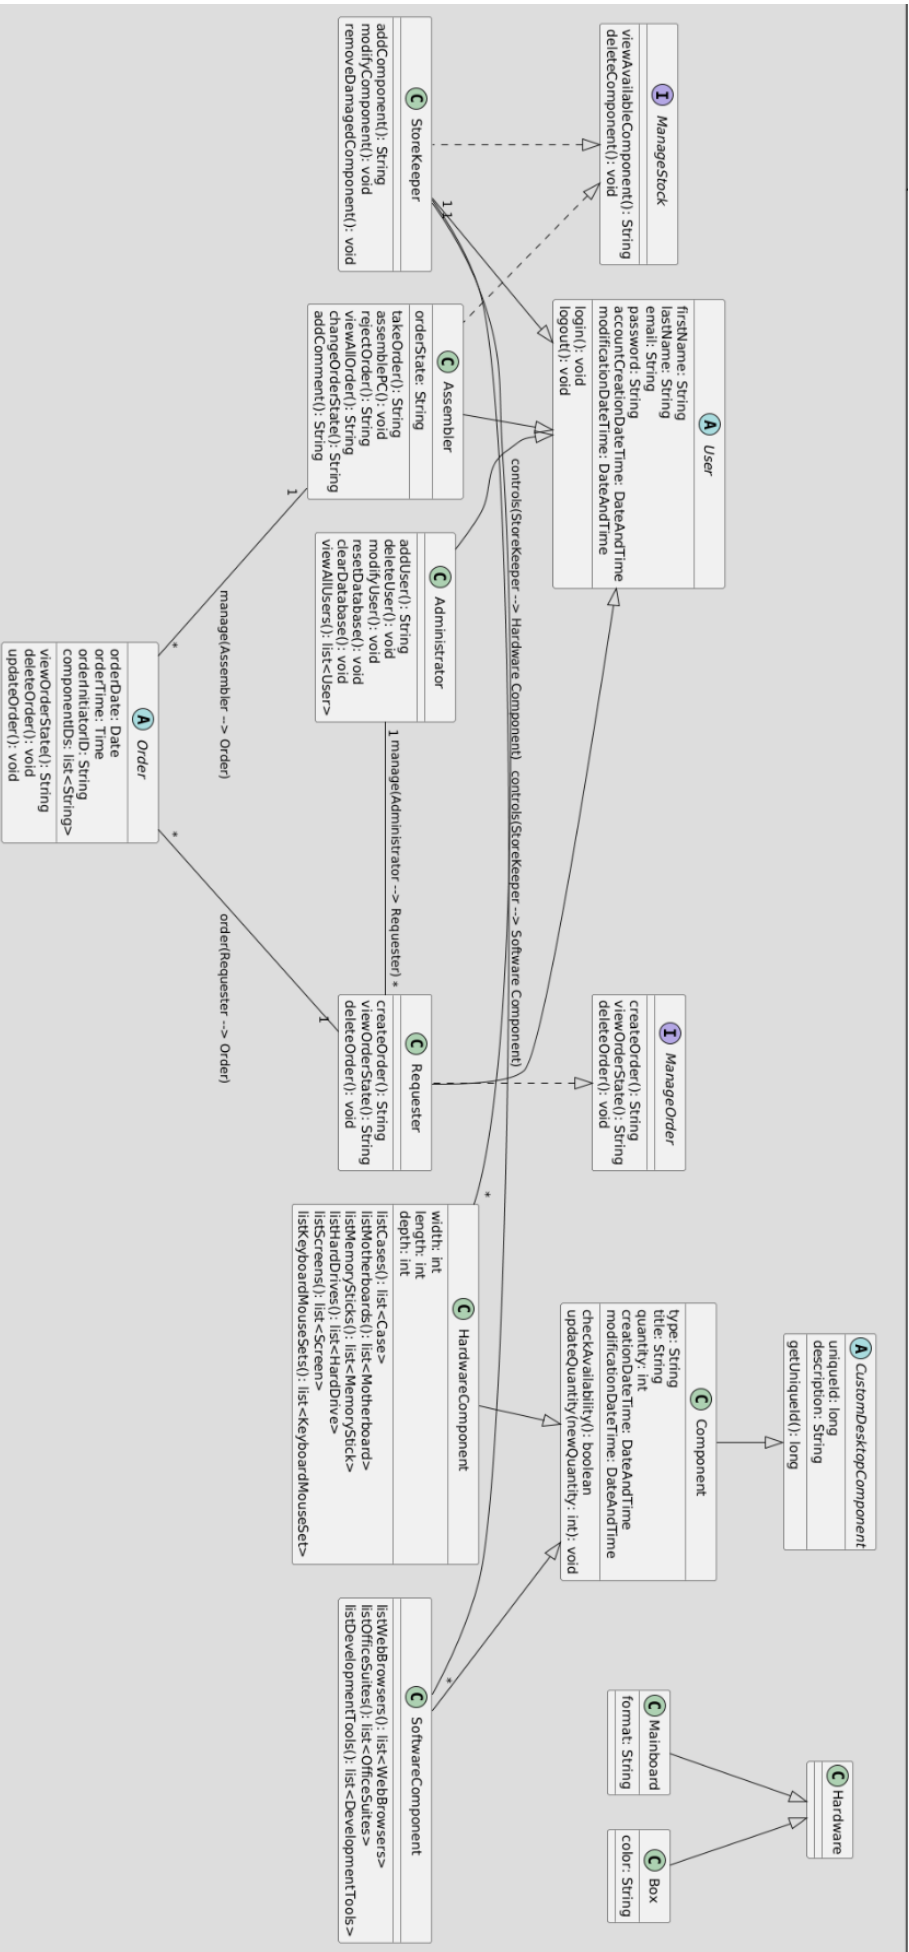 I ManageStock
viewAvailableComponent(): String
deleteComponent(): void
A User
firstName: String
lastName: String
email: String
password: String
accountCreationDateTime: DateAndTime
modificationDateTime: DateAndTime
login(): void
logout(): void
I ManageOrder
createOrder(): String
viewOrderState(): String
deleteOrder(): void
A CustomDesktopComponent
uniqueId: long
description: String
getUniqueId(): long
C Component
type: String
title: String
quantity: int
creationDateTime: DateAndTime
modificationDateTime: DateAndTime
checkAvailability(): boolean
updateQuantity(newQuantity: int): void
C Hardware
C Mainboard
format: String
C Box
color: String
C StoreKeeper
addComponent(): String
modifyComponent(): void
removeDamagedComponent(): void
1
1
controls(StoreKeeper --> Hardware Component)
controls(StoreKeeper --> Software Component)
*
*
C Assembler
orderState: String
takeOrder(): String
assemblePC(): void
rejectOrder(): String
viewAllOrder(): String
changeOrderState(): String
addComment(): String
C Administrator
addUser(): String
deleteUser(): void
modifyUser(): void
resetDatabase(): void
clearDatabase(): void
viewAllUsers(): list<User>
1 manage(Administrator --> Requester) *
C Requester
createOrder(): String
viewOrderState(): String
deleteOrder(): void
C HardwareComponent
width: int
length: int
depth: int
listCases(): list<Case>
listMotherboards(): list<Motherboard>
listMemorySticks(): list<MemoryStick>
listHardDrives(): list<HardDrive>
listScreens(): list<Screen>
listKeyboardMouseSets(): list<KeyboardMouseSet>
C SoftwareComponent
listWebBrowsers(): list<WebBrowsers>
listOfficeSuites(): list<OfficeSuites>
listDevelopmentTools(): list<DevelopmentTools>
1
manage(Assembler --> Order)
*
1
order(Requester --> Order)
*
A Order
orderDate: Date
orderTime: Time
orderInitiatorID: String
componentIDs: list<String>
viewOrderState(): String
deleteOrder(): void
updateOrder(): void